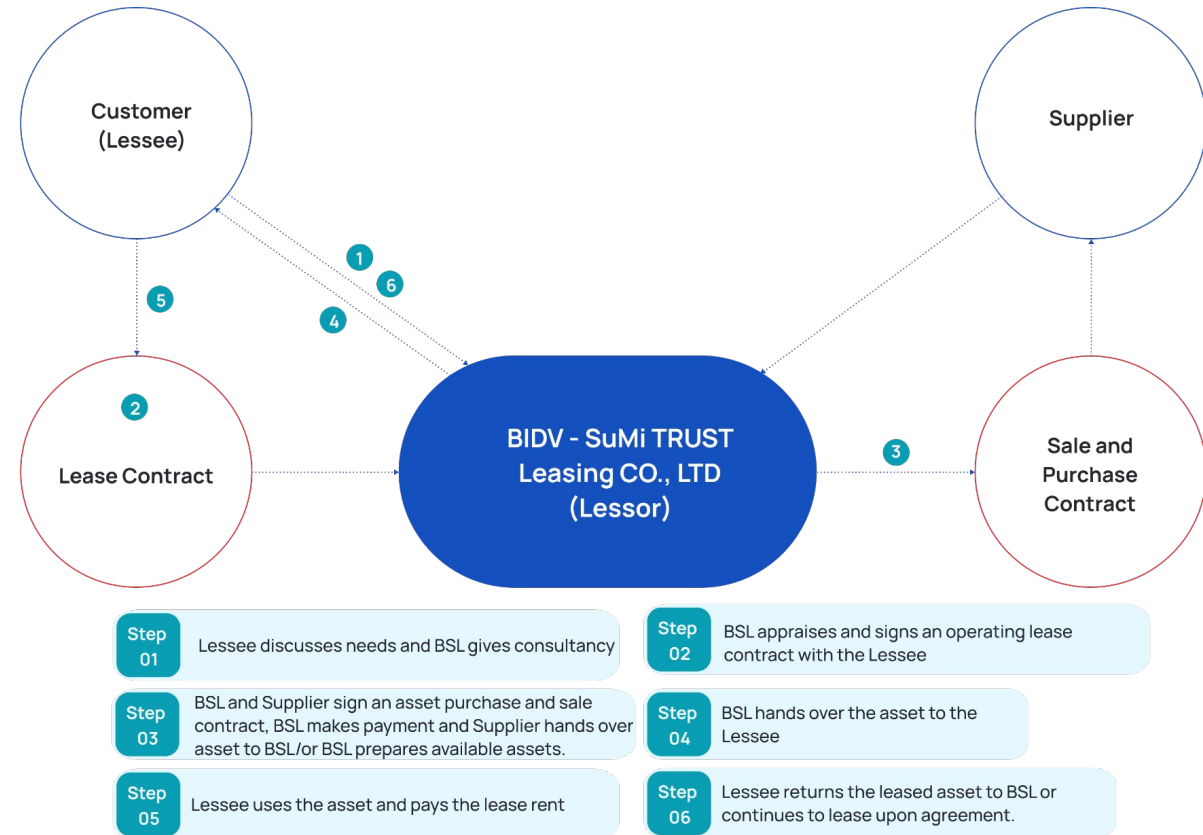 Customer
(Lessee)
Supplier
1
6
5
4
2
Lease Contract
BIDV - SuMi TRUST
Leasing CO., LTD
(Lessor)
3
Sale and
Purchase
Contract
Step
01
Lessee discusses needs and BSL gives consultancy
Step
02
BSL appraises and signs an operating lease
contract with the Lessee
Step
03
BSL and Supplier sign an asset purchase and sale
contract, BSL makes payment and Supplier hands over
asset to BSL/or BSL prepares available assets.
Step
04
BSL hands over the asset to the
Lessee
Step
05
Lessee uses the asset and pays the lease rent
Step
06
Lessee returns the leased asset to BSL or
continues to lease upon agreement.